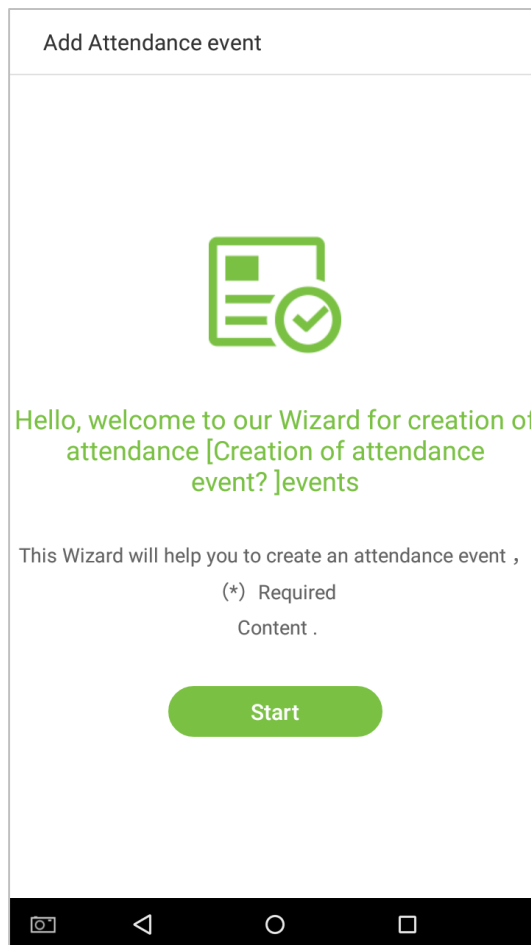 Add Attendance event
Hello, welcome to our Wizard for creation of
attendance [Creation of attendance
event? ]events
This Wizard will help you to create an attendance event ，
（*） Required
Content .
Start